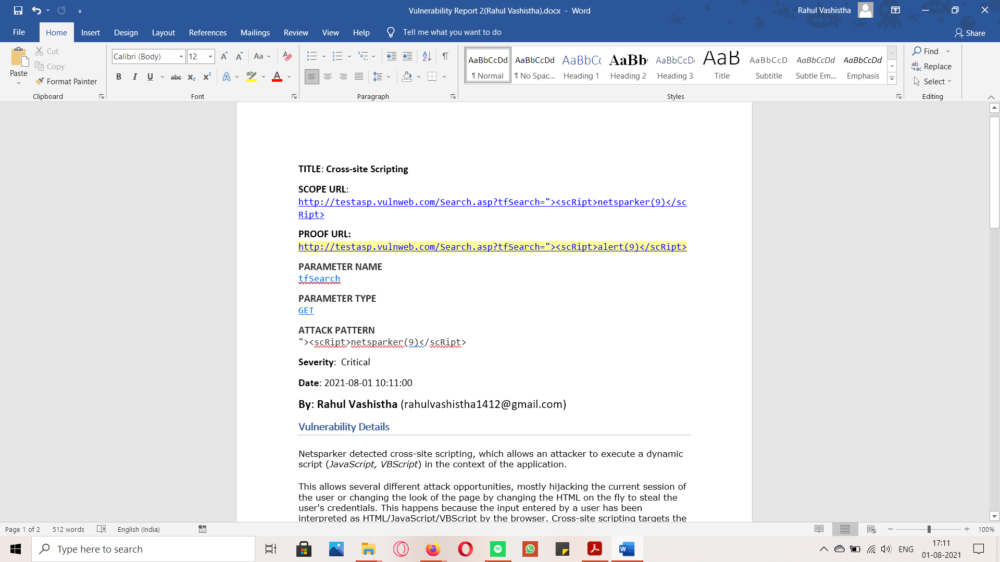 Vulnerability Report 2(Rahul Vashistha).docx - Word
Rahul Vashistha
File Home Insert Design Layout References Mailings Review View Help Tell me what you want to do
Share
Paste
Cut
Copy
Format Painter
Clipboard
Calibri (Body) 12
Font
Paragraph
AaBbCcDd
¶ Normal
AaBbCcDd
¶ No Spac...
AaBbCc
Heading 1
AaBb
Heading 2
AaBbCcD
Heading 3
AaB
Title
AaBbCcD
Subtitle
AaBbCcDd
Subtle Em...
AaBbCcDd
Emphasis
Styles
Find
Replace
Select
Editing
TITLE: Cross-site Scripting
SCOPE URL:
http://testasp.vulnweb.com/Search.asp?tfSearch="><scRipt>netsparker(9)</sc
Ript>
PROOF URL:
http://testasp.vulnweb.com/Search.asp?tfSearch="><scRipt>alert(9)</scRipt>
PARAMETER NAME
tfSearch
PARAMETER TYPE
GET
ATTACK PATTERN
"><scRipt>netsparker(9)</scRipt>
Severity: Critical
Date: 2021-08-01 10:11:00
By: Rahul Vashistha (rahulvashistha1412@gmail.com)
Vulnerability Details
Netsparker detected cross-site scripting, which allows an attacker to execute a dynamic
script (JavaScript, VBScript) in the context of the application.
This allows several different attack opportunities, mostly hijacking the current session of
the user or changing the look of the page by changing the HTML on the fly to steal the
user's credentials. This happens because the input entered by a user has been
interpreted as HTML/JavaScript/VBScript by the browser. Cross-site scripting targets the
Page 1 of 2 512 words English (India) 100%
Type here to search
ENG
17:11
01-08-2021